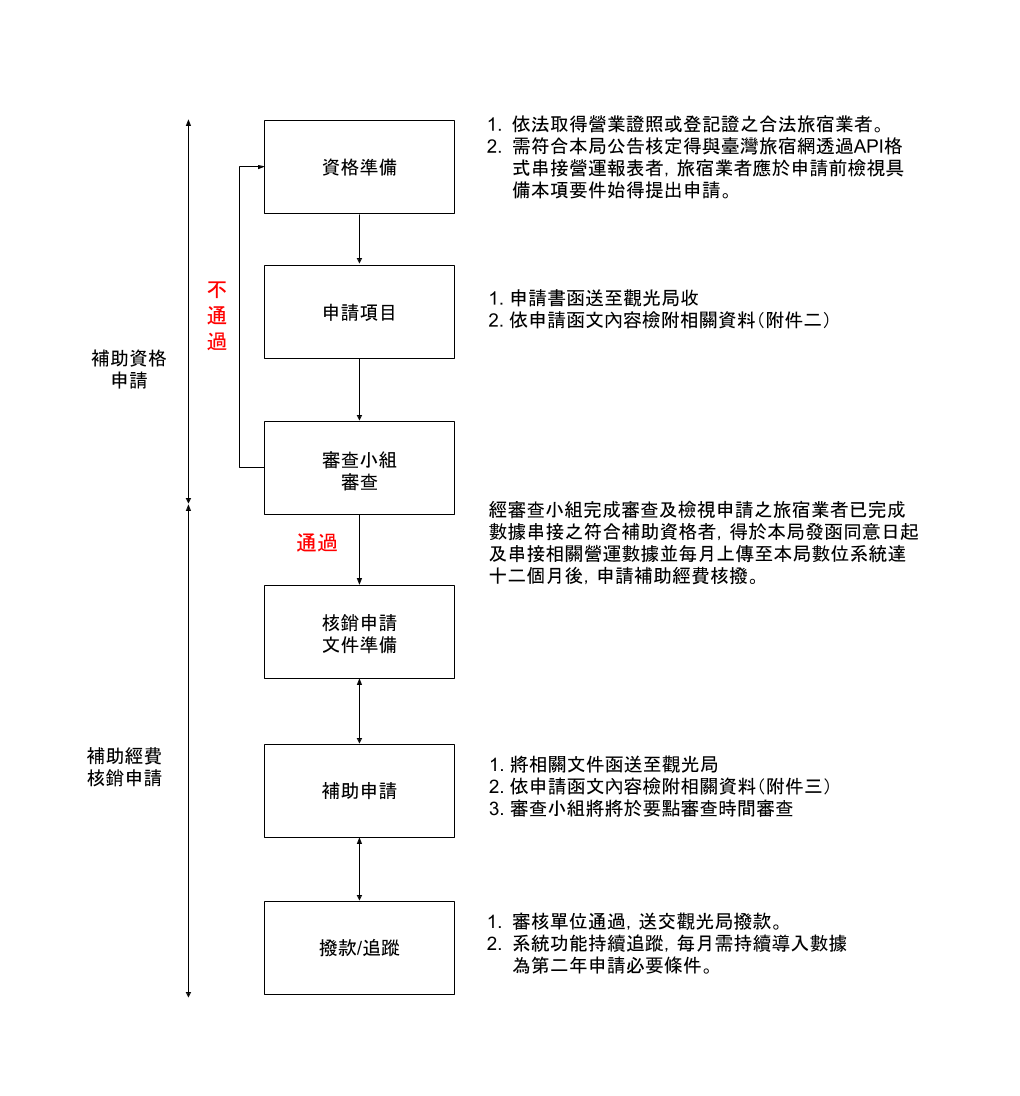 資格準備
1. 依法取得營業證照或登記證之合法旅宿業者。
2. 需符合本局公告核定得與臺灣旅宿網透過API格
式串接營運報表者，旅宿業者應於申請前檢視具
備本項要件始得提出申請。
不
通
過
申請項目
1. 申請書函送至觀光局收
2. 依申請函文內容檢附相關資料（附件二）
補助資格
申請
審查小組
審查
通過
經審查小組完成審查及檢視申請之旅宿業者已完成
數據串接之符合補助資格者，得於本局發函同意日起
及串接相關營運數據並每月上傳至本局數位系統達
十二個月後，申請補助經費核撥。
核銷申請
文件準備
補助經費
核銷申請
補助申請
1. 將相關文件函送至觀光局
2. 依申請函文內容檢附相關資料（附件三）
3. 審查小組將將於要點審查時間審查
撥款/追蹤
1. 審核單位通過，送交觀光局撥款。
2. 系統功能持續追蹤，每月需持續導入數據
為第二年申請必要條件。